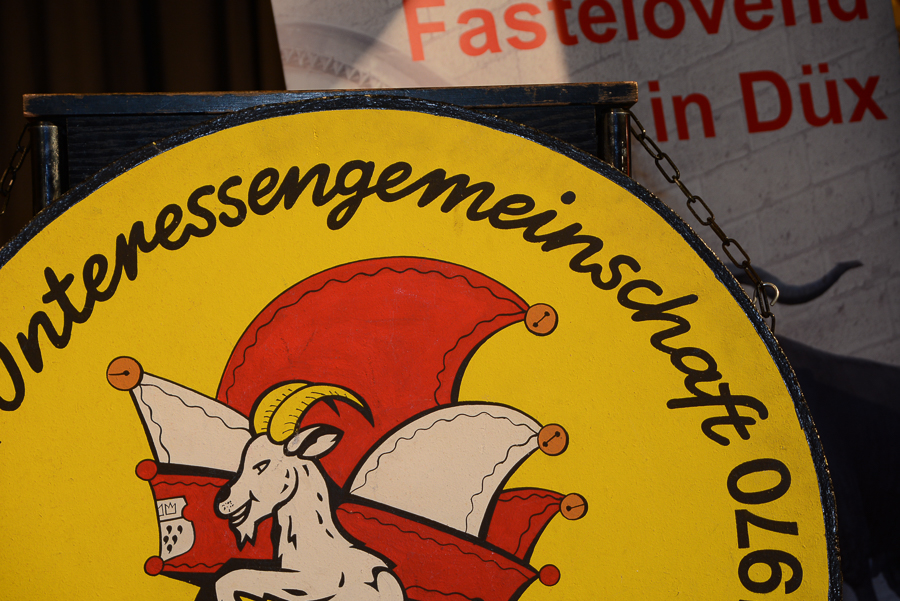 Fastelovend
in Düx
Interessengemeinschaft 1970